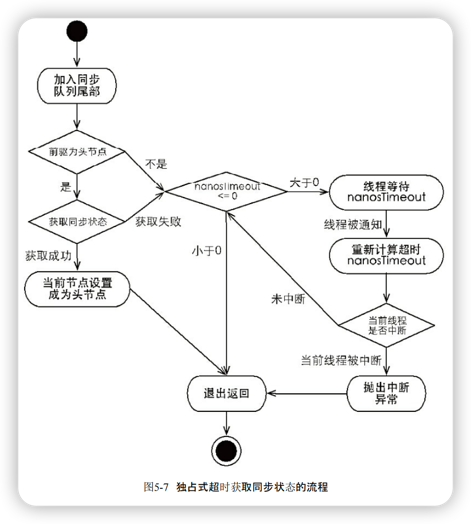 加入同步
队列尾部
前驱为头节点
不是
是
获取同步状态
获取失败
获取成功
当前节点设置
成为头节点
nanosTimeout
<= 0
大于0
小于0
线程等待
nanosTimeout
线程被通知
重新计算超时
nanosTimeout
未中断
当前线程
是否中断
当前线程被中断
抛出中断
异常
退出返回
图5-7 独占式超时获取同步状态的流程